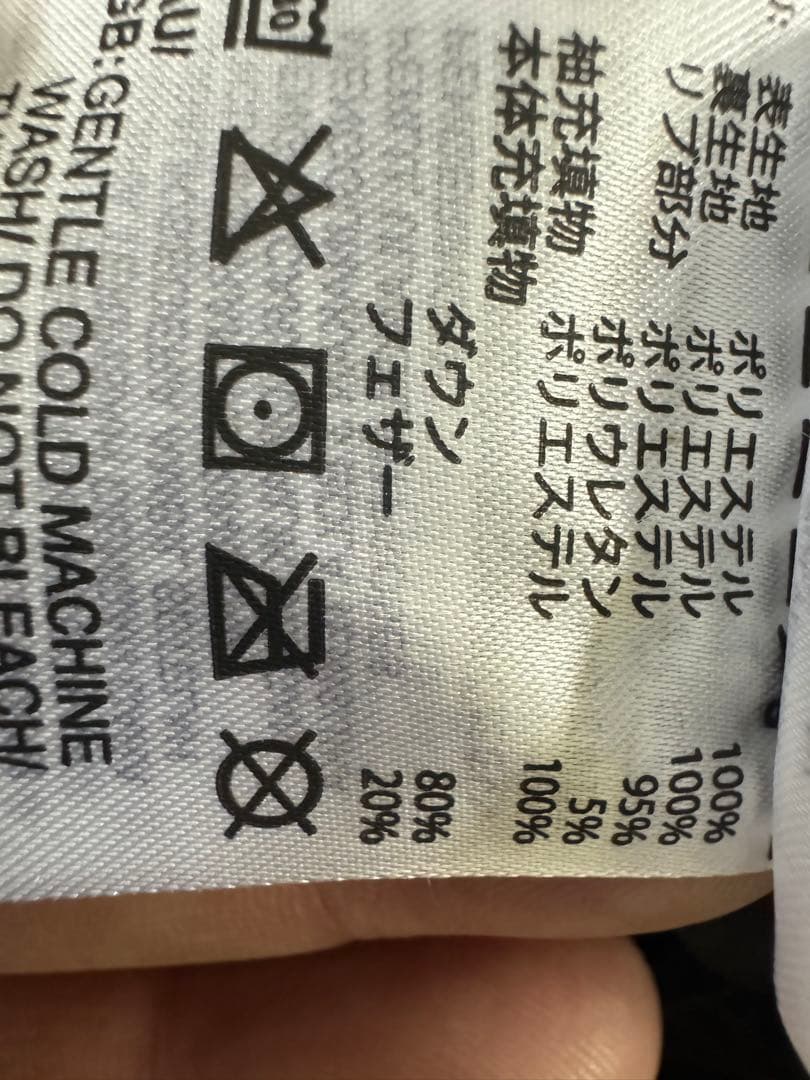 表生地 ポリエステル 100%
裏生地 ポリエステル 100%
リブ部分 ポリエステル 95%
ポリウレタン 5%
袖充填物 ポリエステル 100%
本体充填物
ダウン 80%
フェザー 20%
GB:GENTLE COLD MACHINE
WASH/ DO NOT BLEACH/